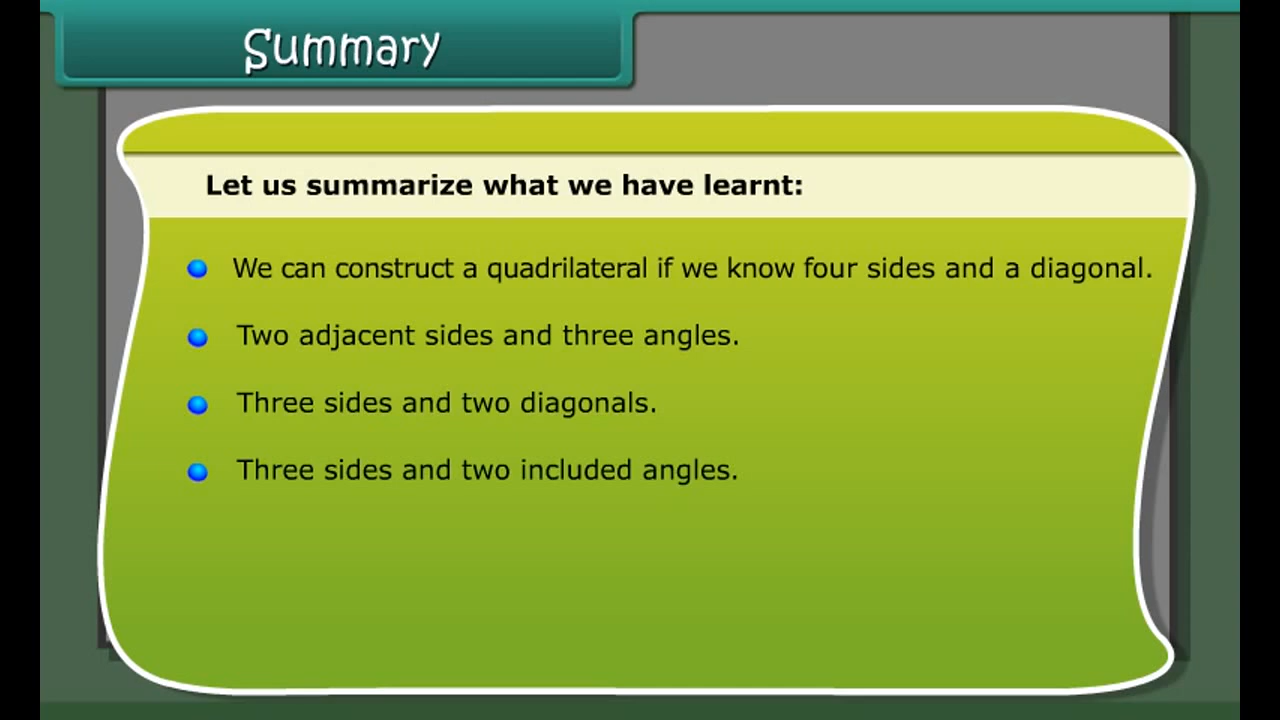 Summary
Let us summarize what we have learnt:
We can construct a quadrilateral if we know four sides and a diagonal.
Two adjacent sides and three angles.
Three sides and two diagonals.
Three sides and two included angles.